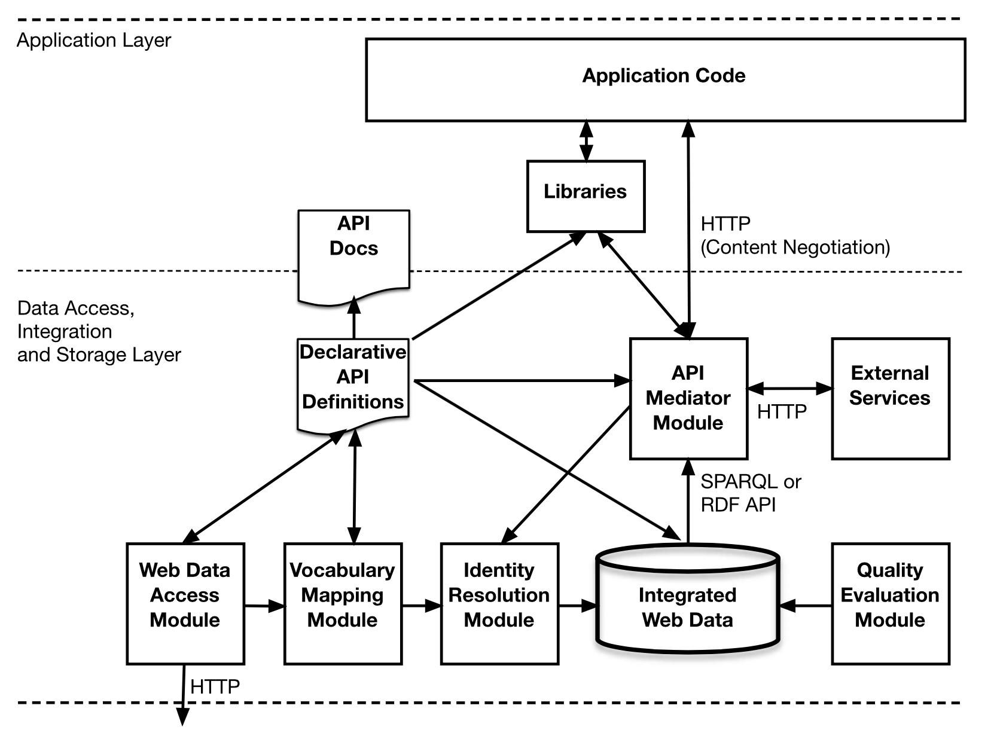 Application Layer
Application Code
Libraries
API
Docs
HTTP
(Content Negotiation)
Data Access,
Integration
and Storage Layer
Declarative
API
Definitions
API
Mediator
Module
External
Services
HTTP
SPARQL or
RDF API
Web Data
Access
Module
Vocabulary
Mapping
Module
Identity
Resolution
Module
Integrated
Web Data
Quality
Evaluation
Module
HTTP